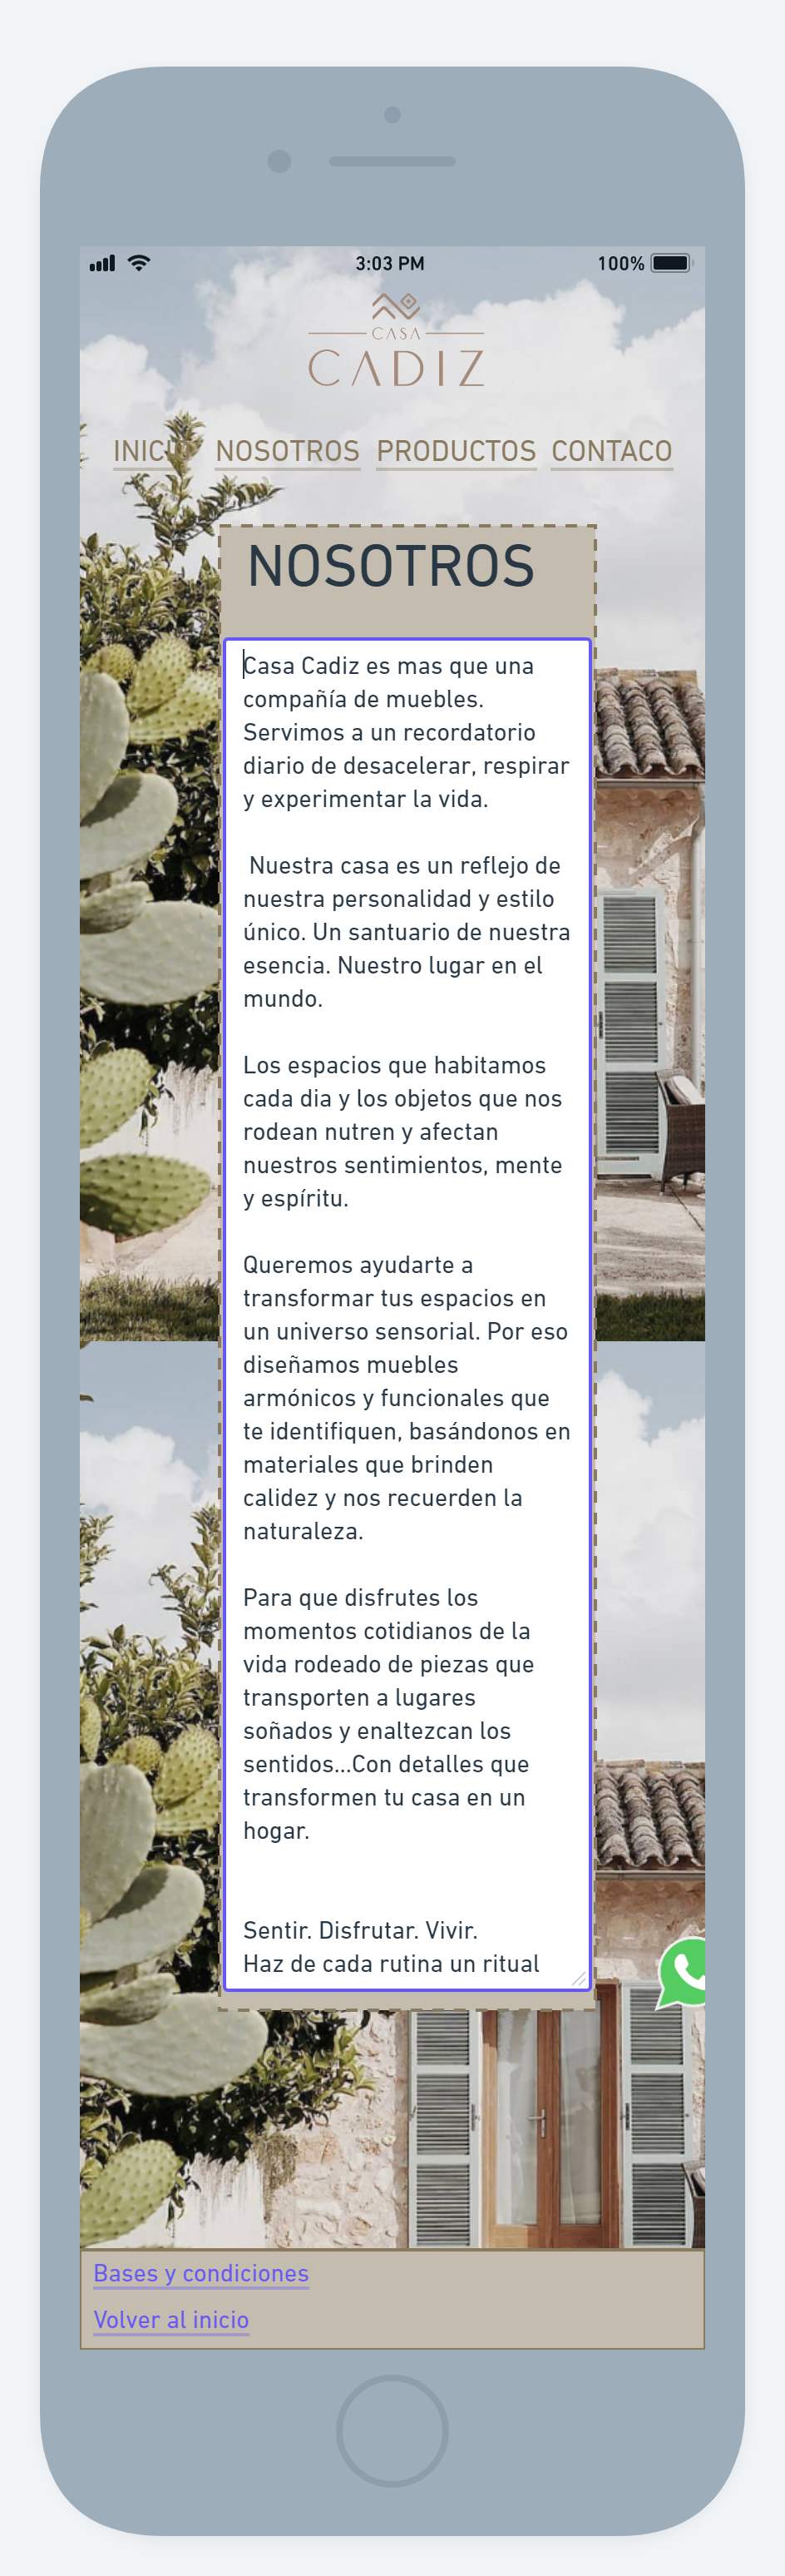 3:03 PM
100%
CASA
CADIZ
INICIO NOSOTROS PRODUCTOS CONTACO
NOSOTROS
Casa Cadiz es mas que una
compañía de muebles.
Servimos a un recordatorio
diario de desacelerar, respirar
y experimentar la vida.
Nuestra casa es un reflejo de
nuestra personalidad y estilo
único. Un santuario de nuestra
esencia. Nuestro lugar en el
mundo.
Los espacios que habitamos
cada dia y los objetos que nos
rodean nutren y afectan
nuestros sentimientos, mente
y espíritu.
Queremos ayudarte a
transformar tus espacios en
un universo sensorial. Por eso
diseñamos muebles
armónicos y funcionales que
te identifiquen, basándonos en
materiales que brinden
calidez y nos recuerden la
naturaleza.
Para que disfrutes los
momentos cotidianos de la
vida rodeado de piezas que
transporten a lugares
soñados y enaltezcan los
sentidos...Con detalles que
transformen tu casa en un
hogar.
Sentir. Disfrutar. Vivir.
Haz de cada rutina un ritual
Bases y condiciones
Volver al inicio